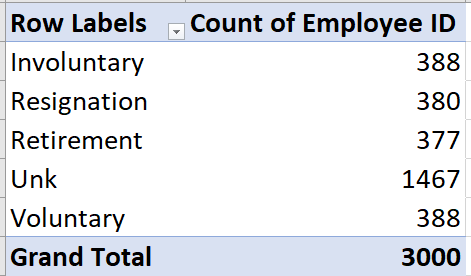 Row Labels Count of Employee ID
Involuntary 388
Resignation 380
Retirement 377
Unk 1467
Voluntary 388
Grand Total 3000